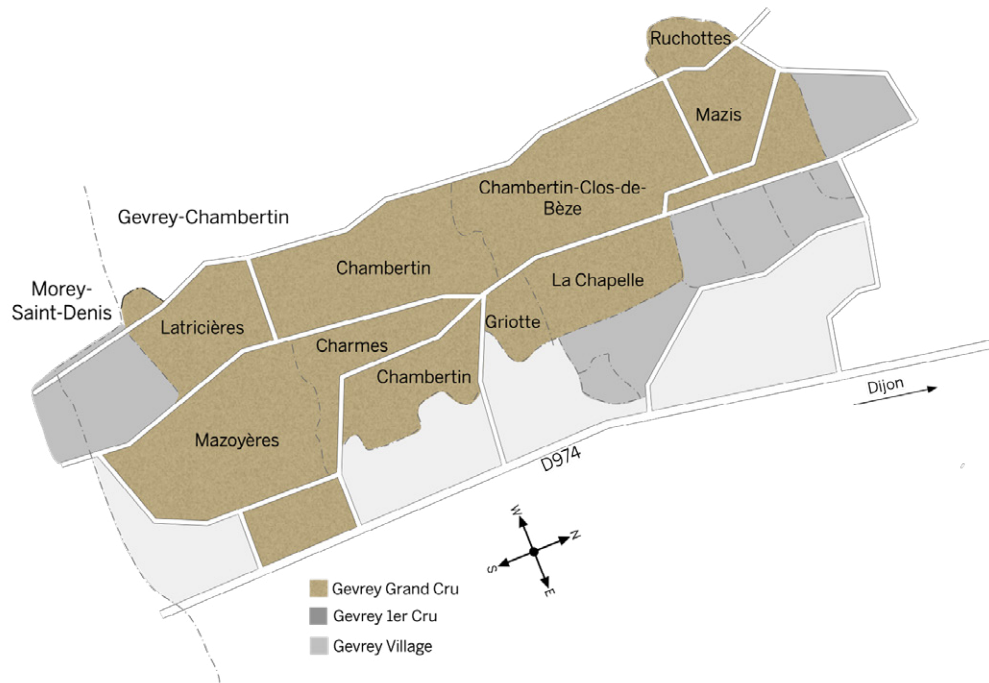 Ruchottes
Mazis
Chambertin-Clos-de-
Bèze
Gevrey-Chambertin
Chambertin
La Chapelle
Morey-
Saint-Denis
Latricières
Griotte
Charmes
Chambertin
Dijon
Mazoyères
D974
W
N
S
E
Gevrey Grand Cru
Gevrey 1er Cru
Gevrey Village